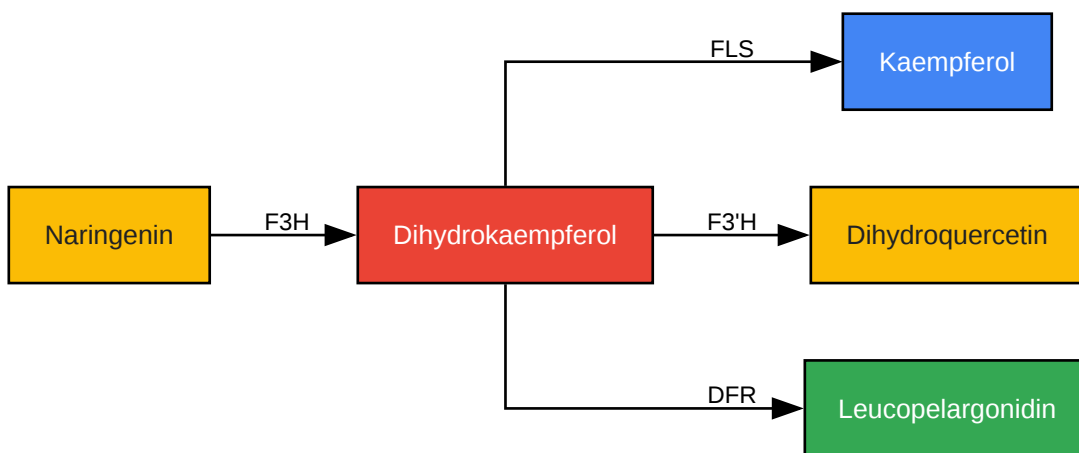 FLS
Kaempferol
Naringenin
F3H
Dihydrokaempferol
F3'H
Dihydroquercetin
DFR
Leucopelargonidin